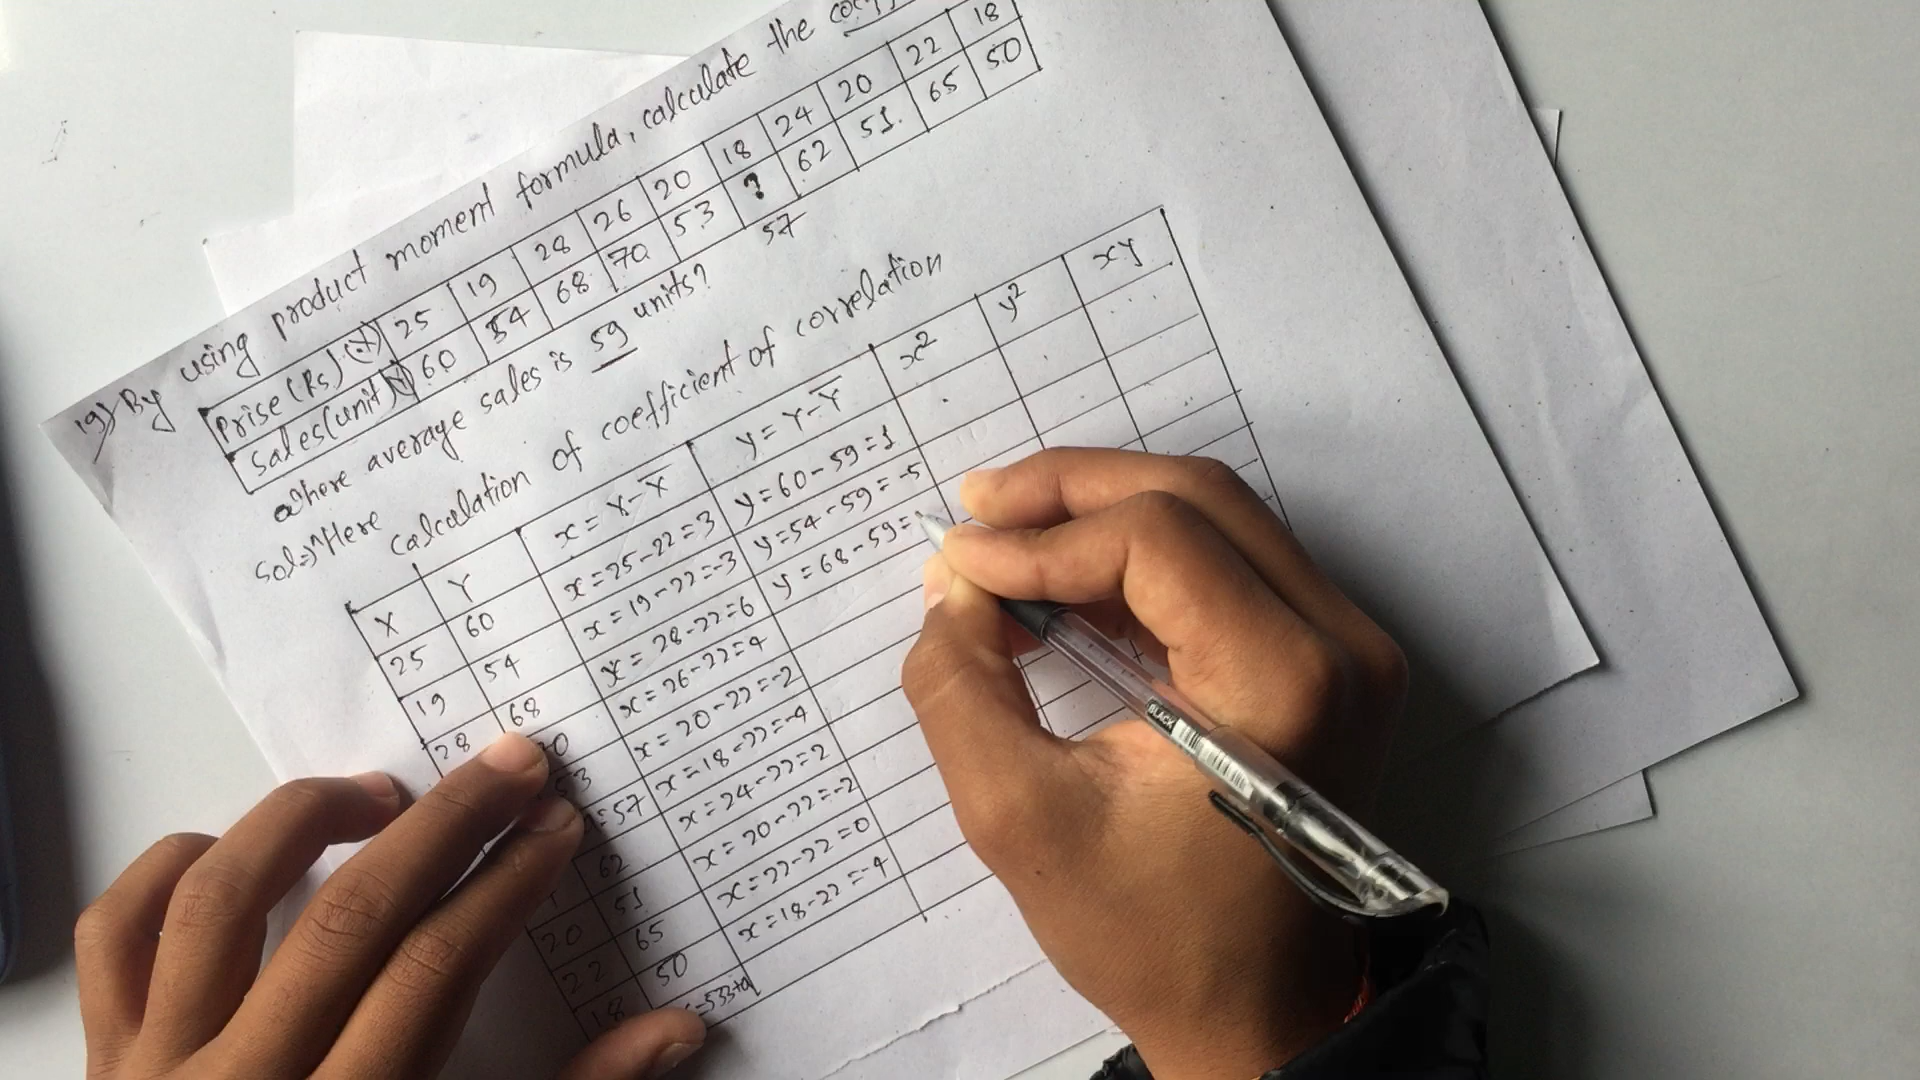 19) By using product moment formula, calculate the
Prise (Rs.) (X) 25 19 28 26 20 18 24 20 22 18
Sales (unit) (Y) 60 54 68 70 53 ? 62 51. 65 50
57
where average sales is 59 units?
Sol=>n Here
Calculation of coefficient of correlation
X Y x = X-X̅ y = Y-Y̅ x² y² xy
25 60 x = 25-22=3 y = 60-59=1
19 54 x = 19-22=-3 y=54-59=-5
28 68 x = 28-22=6 y = 68-59=
70 x = 26-22=4
53 x = 20-22=-2
=57 x = 18-22=-4
62 x = 24-22=2
20 51 x = 20-22=-2
22 65 x = 22-22=0
18 50 x = 18-22=-4
=533+a
BLACK